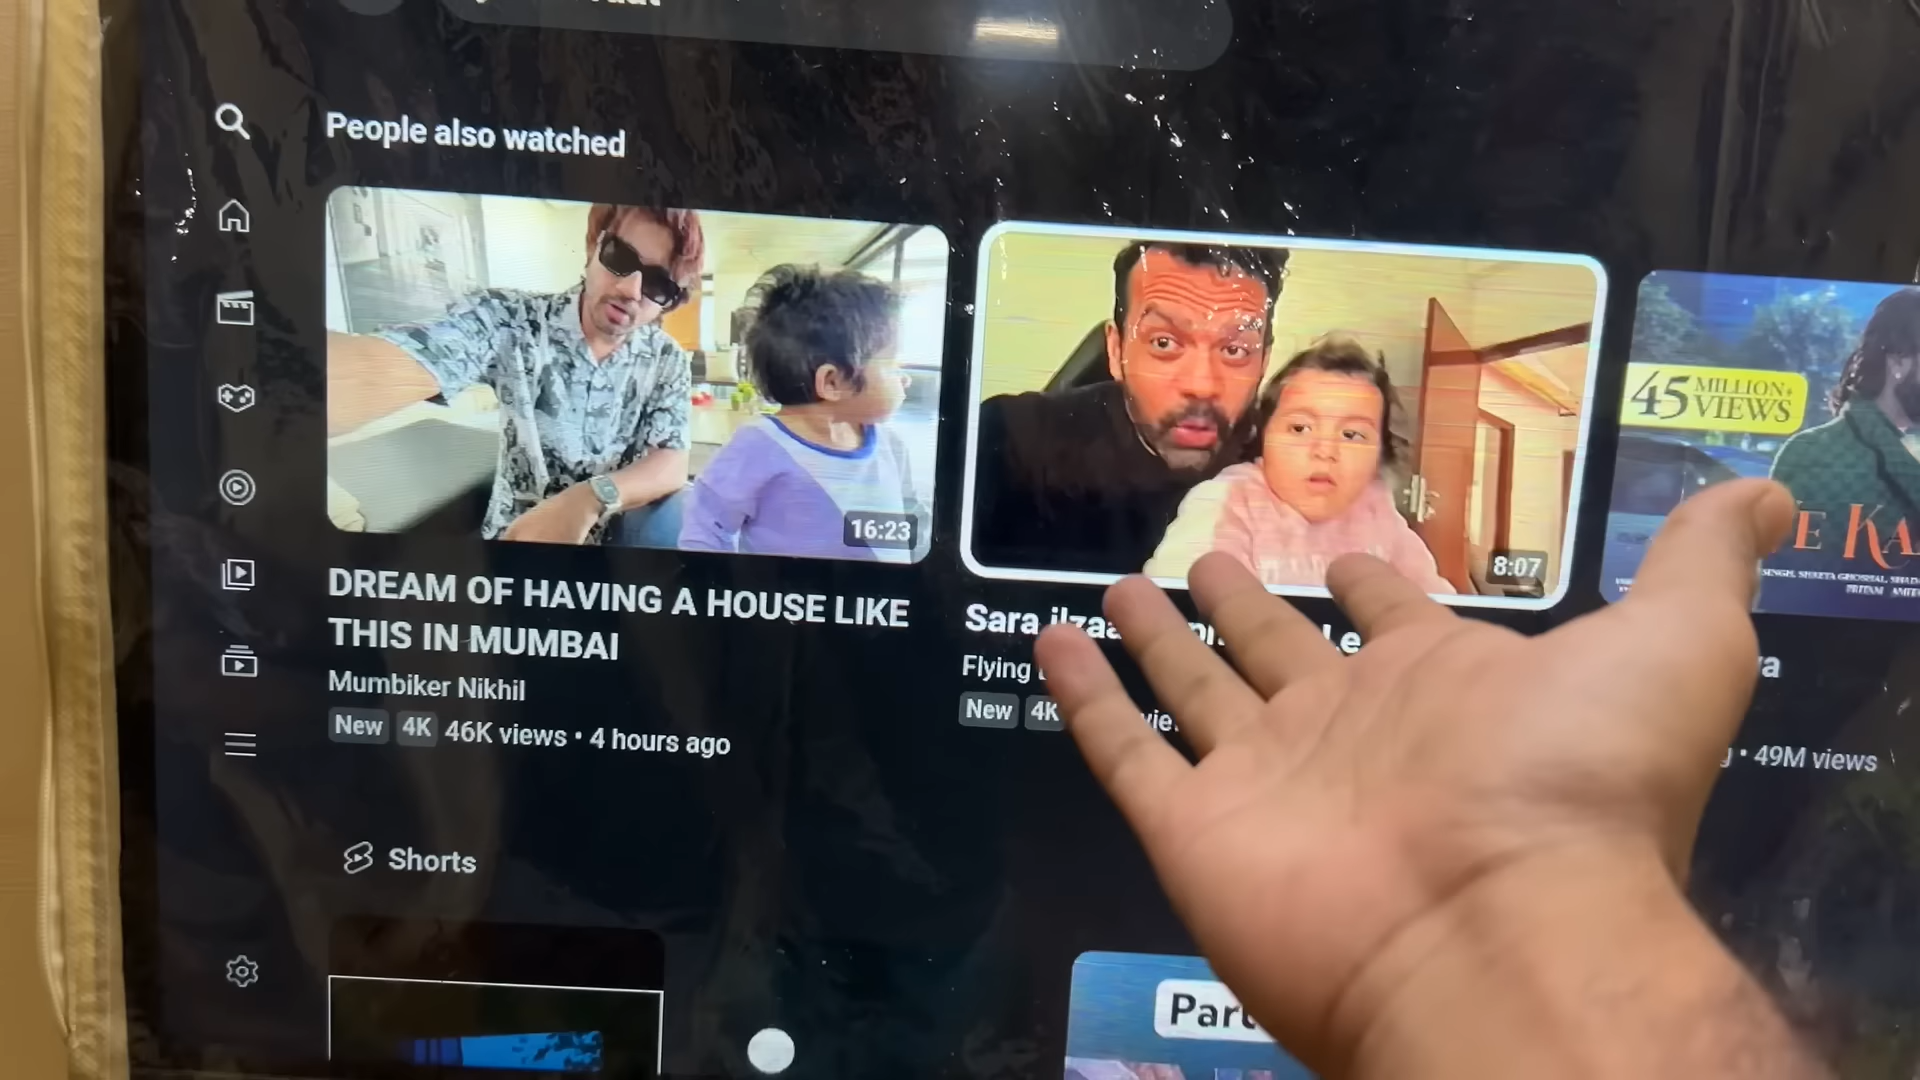 People also watched
45 MILLION+
VIEWS
16:23
8:07
DREAM OF HAVING A HOUSE LIKE
THIS IN MUMBAI
Mumbiker Nikhil
New 4K 46K views • 4 hours ago
Sara
Flying
New 4K
• 49M views
Shorts